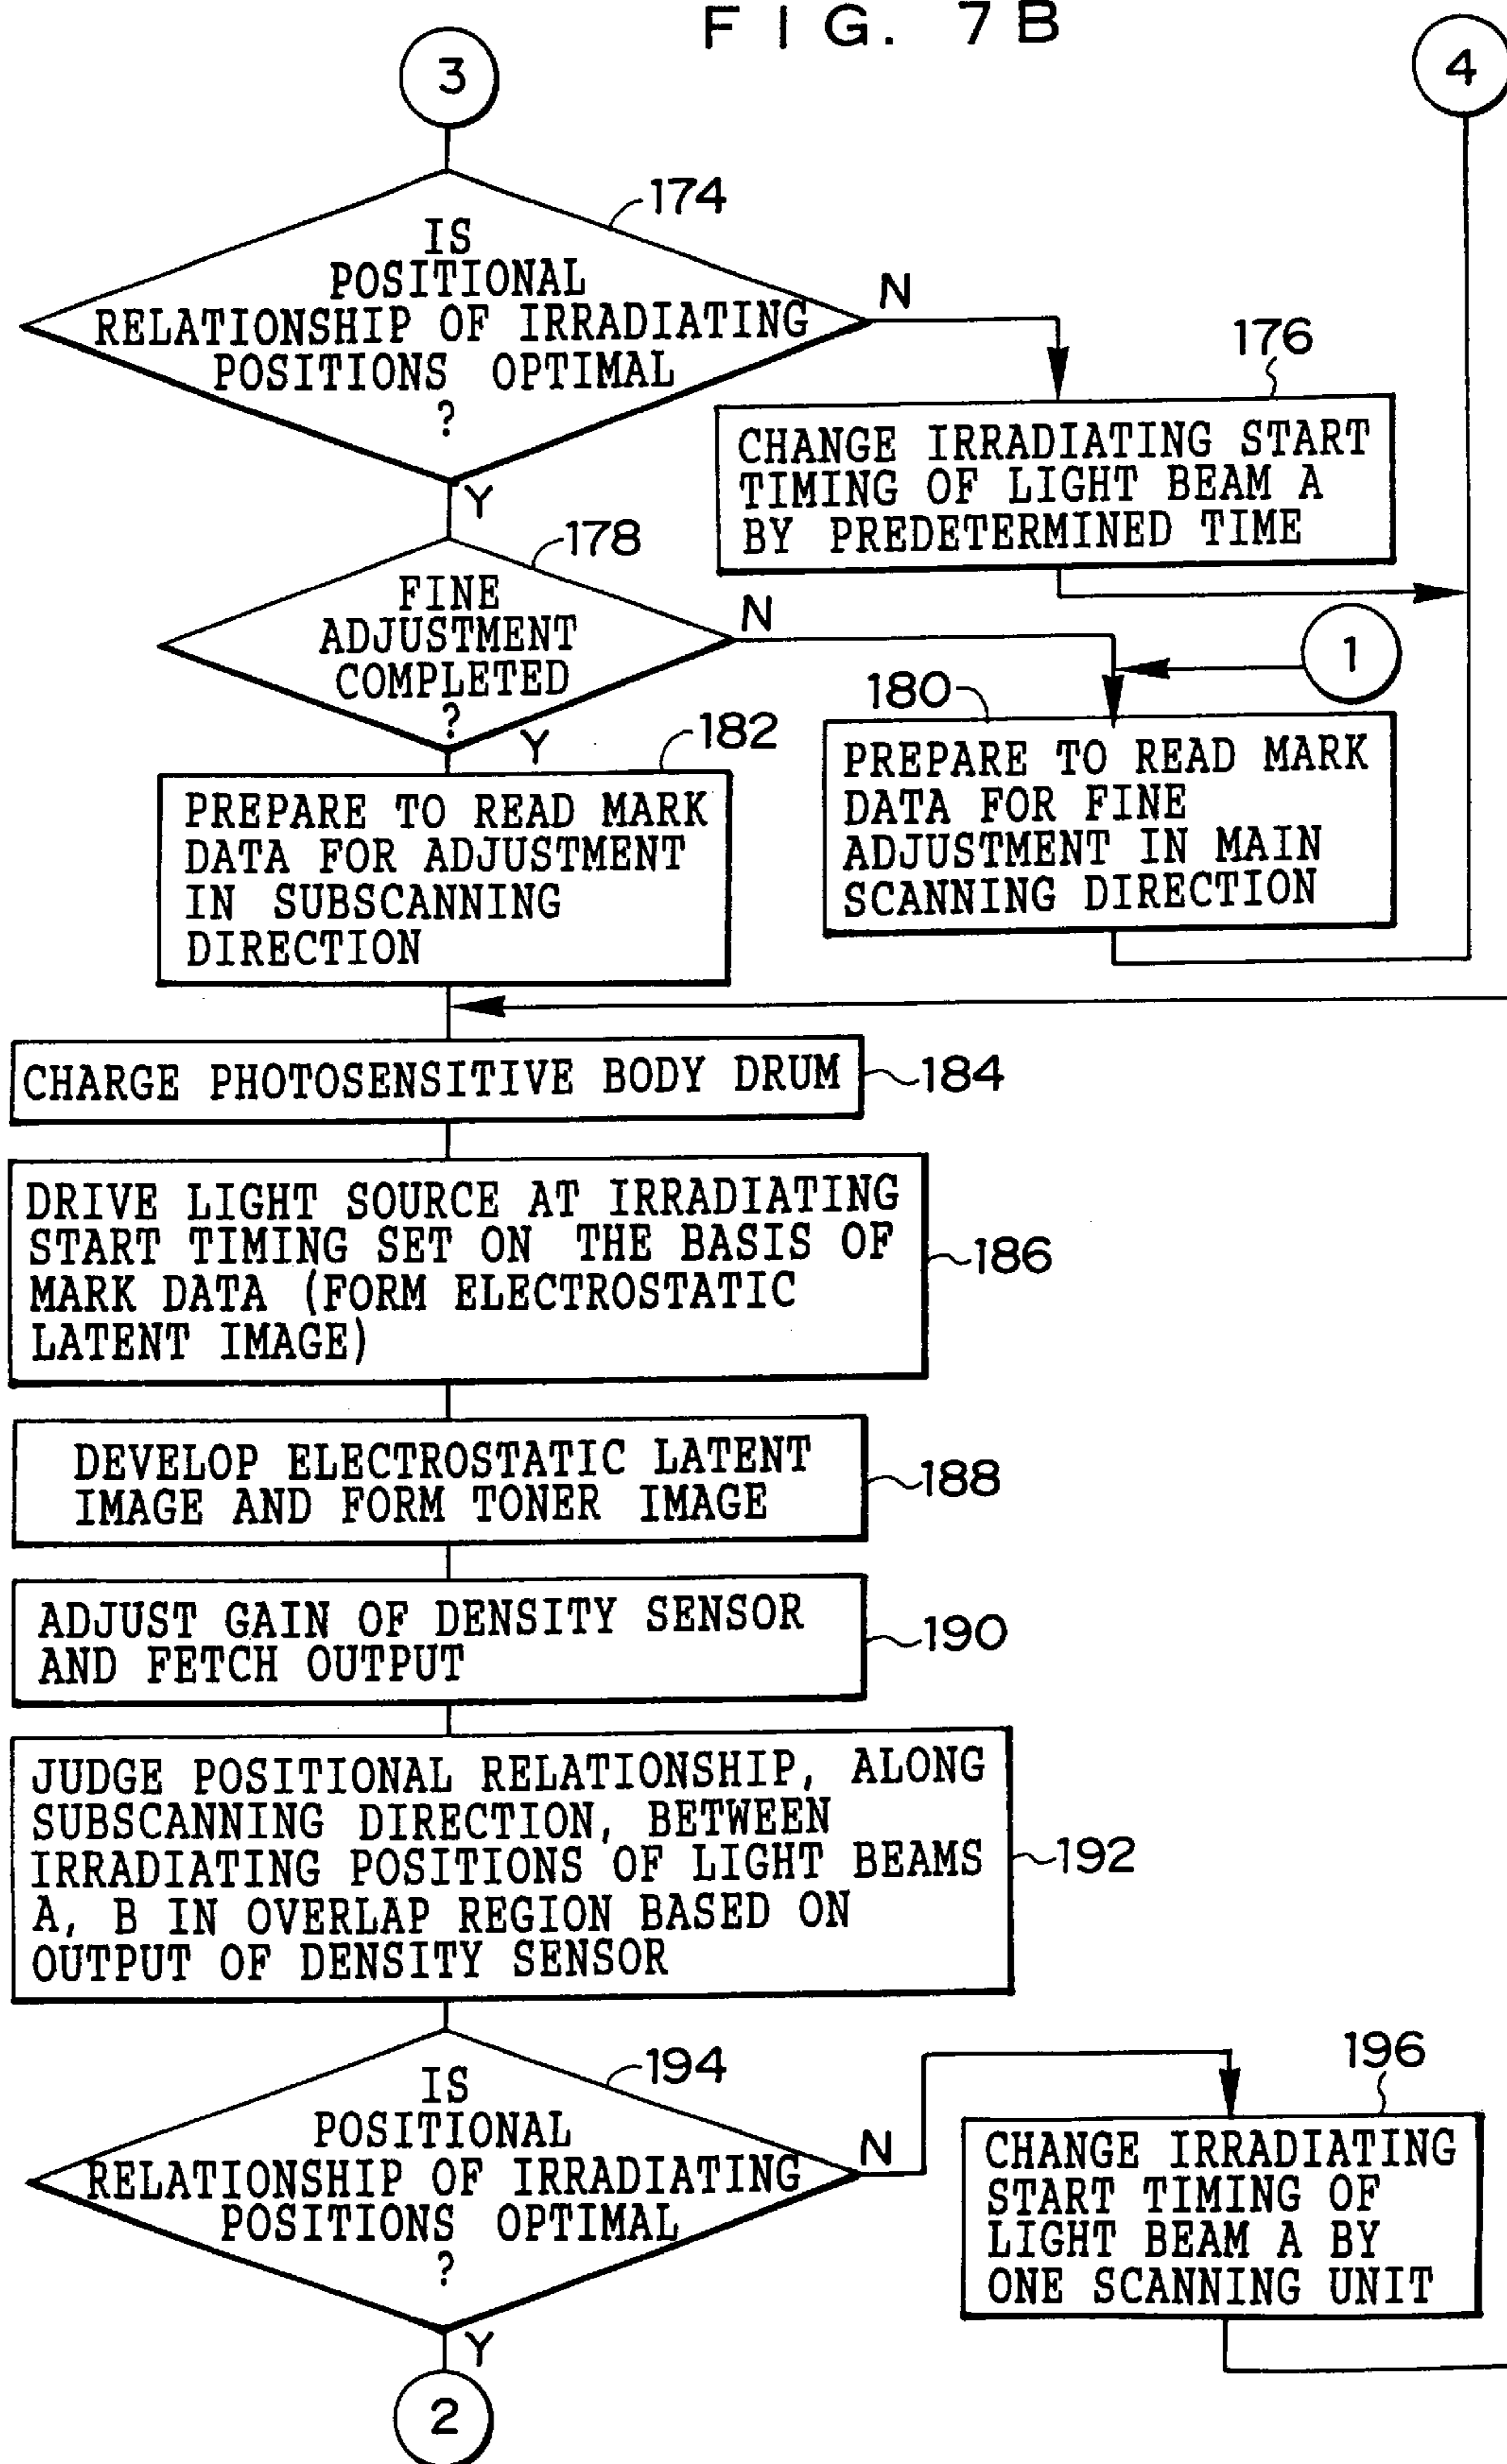 FIG. 7B
3
4
174
IS
POSITIONAL
RELATIONSHIP OF IRRADIATING
POSITIONS OPTIMAL
?
N
Y
176
CHANGE IRRADIATING START
TIMING OF LIGHT BEAM A
BY PREDETERMINED TIME
178
FINE
ADJUSTMENT
COMPLETED
?
N
Y
1
180
PREPARE TO READ MARK
DATA FOR FINE
ADJUSTMENT IN MAIN
SCANNING DIRECTION
182
PREPARE TO READ MARK
DATA FOR ADJUSTMENT
IN SUBSCANNING
DIRECTION
CHARGE PHOTOSENSITIVE BODY DRUM
184
DRIVE LIGHT SOURCE AT IRRADIATING
START TIMING SET ON THE BASIS OF
MARK DATA (FORM ELECTROSTATIC
LATENT IMAGE)
186
DEVELOP ELECTROSTATIC LATENT
IMAGE AND FORM TONER IMAGE
188
ADJUST GAIN OF DENSITY SENSOR
AND FETCH OUTPUT
190
JUDGE POSITIONAL RELATIONSHIP, ALONG
SUBSCANNING DIRECTION, BETWEEN
IRRADIATING POSITIONS OF LIGHT BEAMS
A, B IN OVERLAP REGION BASED ON
OUTPUT OF DENSITY SENSOR
192
194
IS
POSITIONAL
RELATIONSHIP OF IRRADIATING
POSITIONS OPTIMAL
?
N
Y
196
CHANGE IRRADIATING
START TIMING OF
LIGHT BEAM A BY
ONE SCANNING UNIT
2